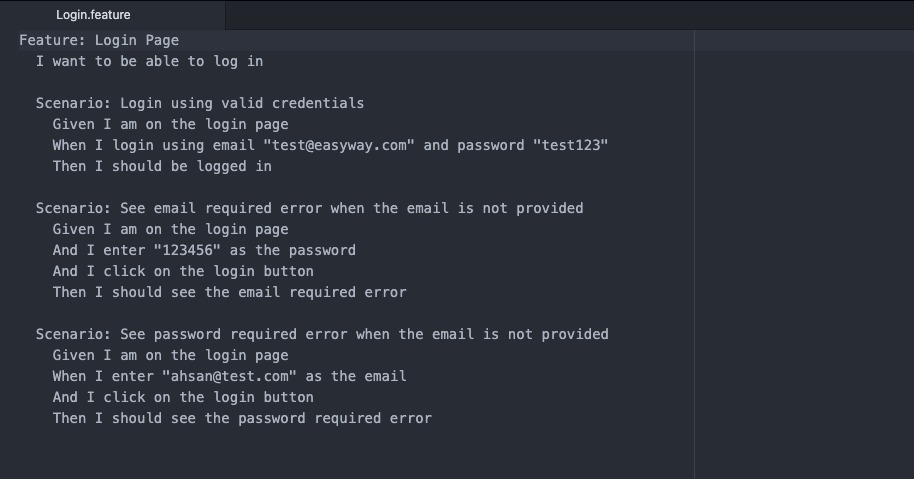 Login.feature
Feature: Login Page
I want to be able to log in
Scenario: Login using valid credentials
Given I am on the login page
When I login using email "test@easyway.com" and password "test123"
Then I should be logged in
Scenario: See email required error when the email is not provided
Given I am on the login page
And I enter "123456" as the password
And I click on the login button
Then I should see the email required error
Scenario: See password required error when the email is not provided
Given I am on the login page
When I enter "ahsan@test.com" as the email
And I click on the login button
Then I should see the password required error